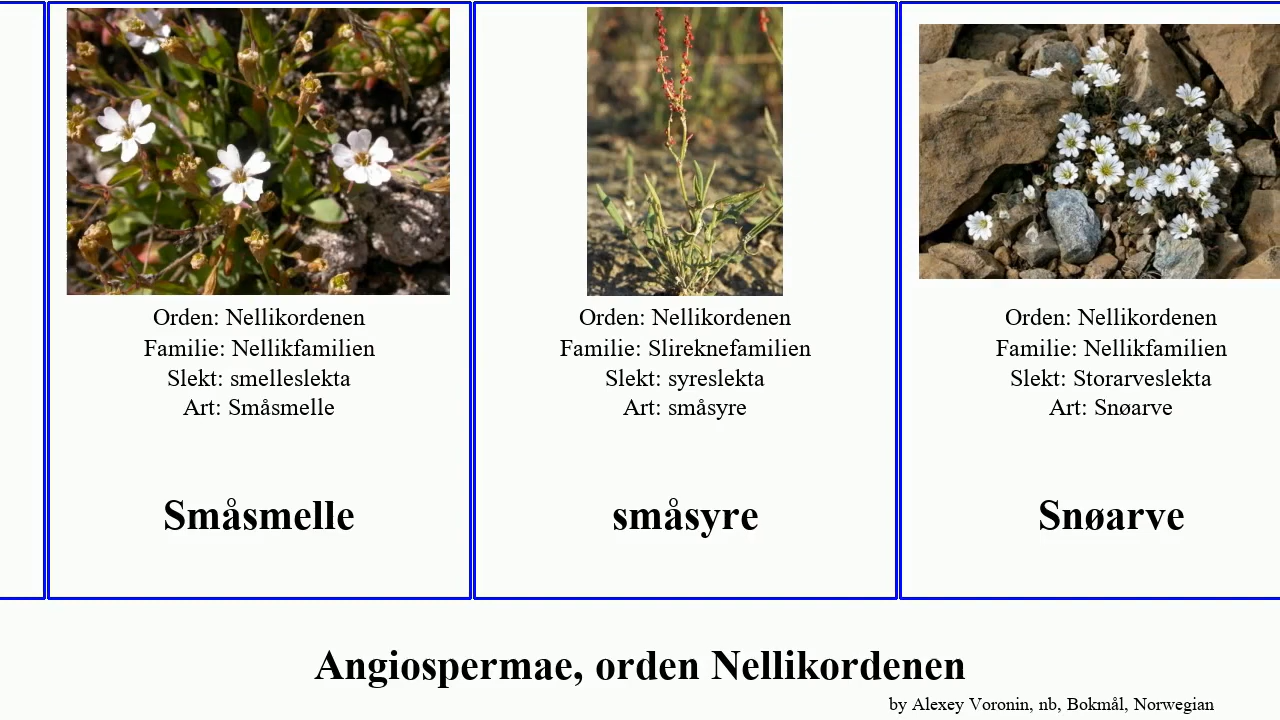 Orden: Nellikordenen
Familie: Nellikfamilien
Slekt: smelleslekta
Art: Småsmelle
Småsmelle
Orden: Nellikordenen
Familie: Slireknefamilien
Slekt: syreslekta
Art: småsyre
småsyre
Orden: Nellikordenen
Familie: Nellikfamilien
Slekt: Storarveslekta
Art: Snøarve
Snøarve
Angiospermae, orden Nellikordenen
by Alexey Voronin, nb, Bokmål, Norwegian